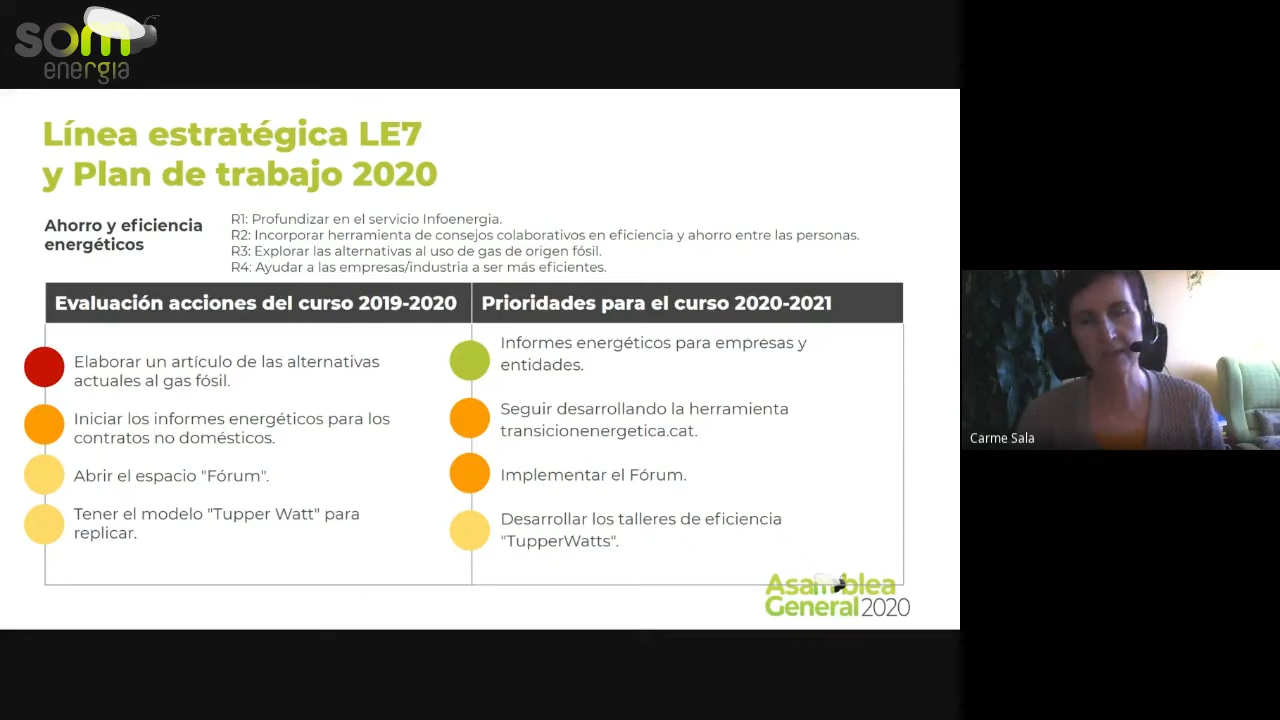 som
energia
Línea estratégica LE7
y Plan de trabajo 2020
Ahorro y eficiencia
energéticos
R1: Profundizar en el servicio Infoenergia.
R2: Incorporar herramienta de consejos colaborativos en eficiencia y ahorro entre las personas.
R3: Explorar las alternativas al uso de gas de origen fósil.
R4: Ayudar a las empresas/industria a ser más eficientes.
Evaluación acciones del curso 2019-2020
Elaborar un artículo de las alternativas
actuales al gas fósil.
Iniciar los informes energéticos para los
contratos no domésticos.
Abrir el espacio "Fórum".
Tener el modelo "Tupper Watt" para
replicar.
Prioridades para el curso 2020-2021
Informes energéticos para empresas y
entidades.
Seguir desarrollando la herramienta
transicionenergetica.cat.
Implementar el Fórum.
Desarrollar los talleres de eficiencia
"TupperWatts".
Asamblea
General 2020
Carme Sala